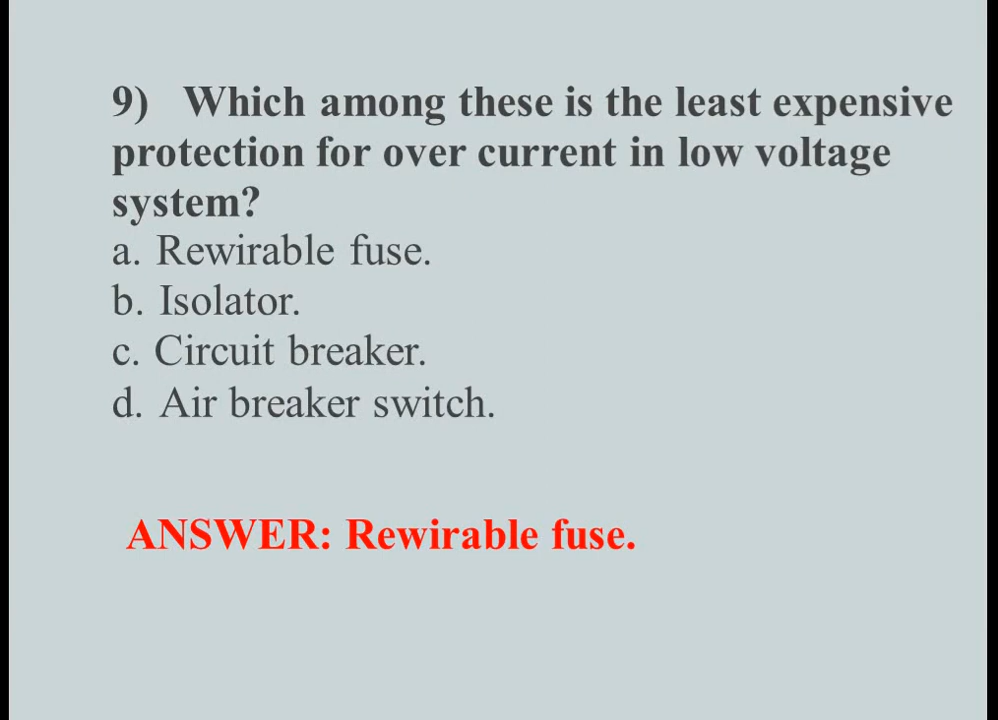 9) Which among these is the least expensive
protection for over current in low voltage
system?
a. Rewirable fuse.
b. Isolator.
c. Circuit breaker.
d. Air breaker switch.
ANSWER: Rewirable fuse.